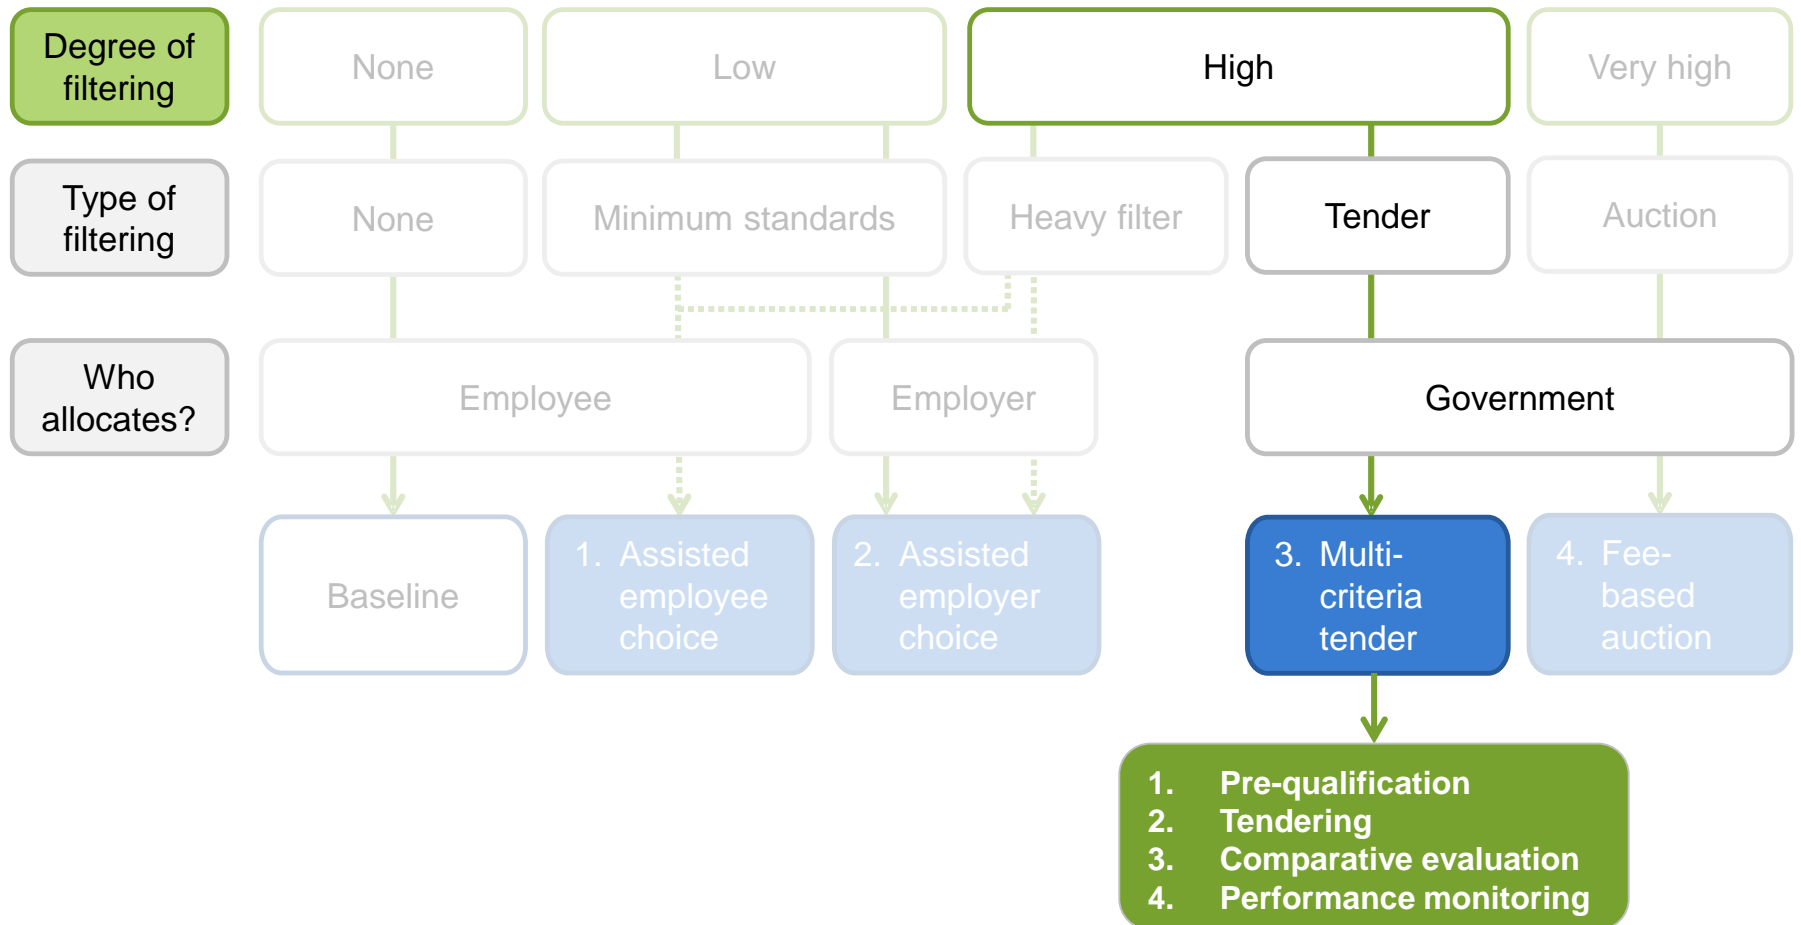 Degree of
filtering
None
Low
High
Very high
Type of
filtering
None
Minimum standards
Heavy filter
Tender
Auction
Who
allocates?
Employee
Employer
Government
Baseline
1. Assisted
employee
choice
2. Assisted
employer
choice
3. Multi-
criteria
tender
4. Fee-
based
auction
1. Pre-qualification
2. Tendering
3. Comparative evaluation
4. Performance monitoring